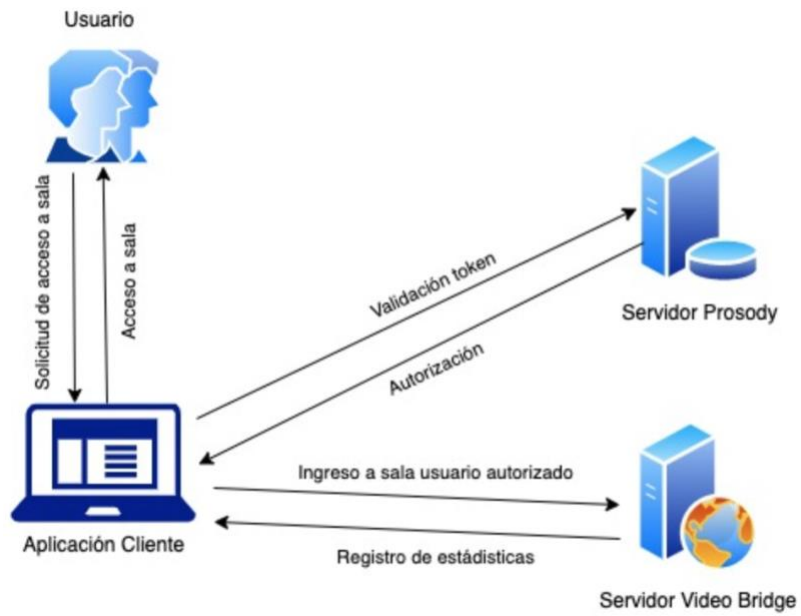 Usuario
Solicitud de acceso a sala
Acceso a sala
Validación token
Autorización
Servidor Prosody
Ingreso a sala usuario autorizado
Aplicación Cliente
Registro de estádisticas
Servidor Video Bridge